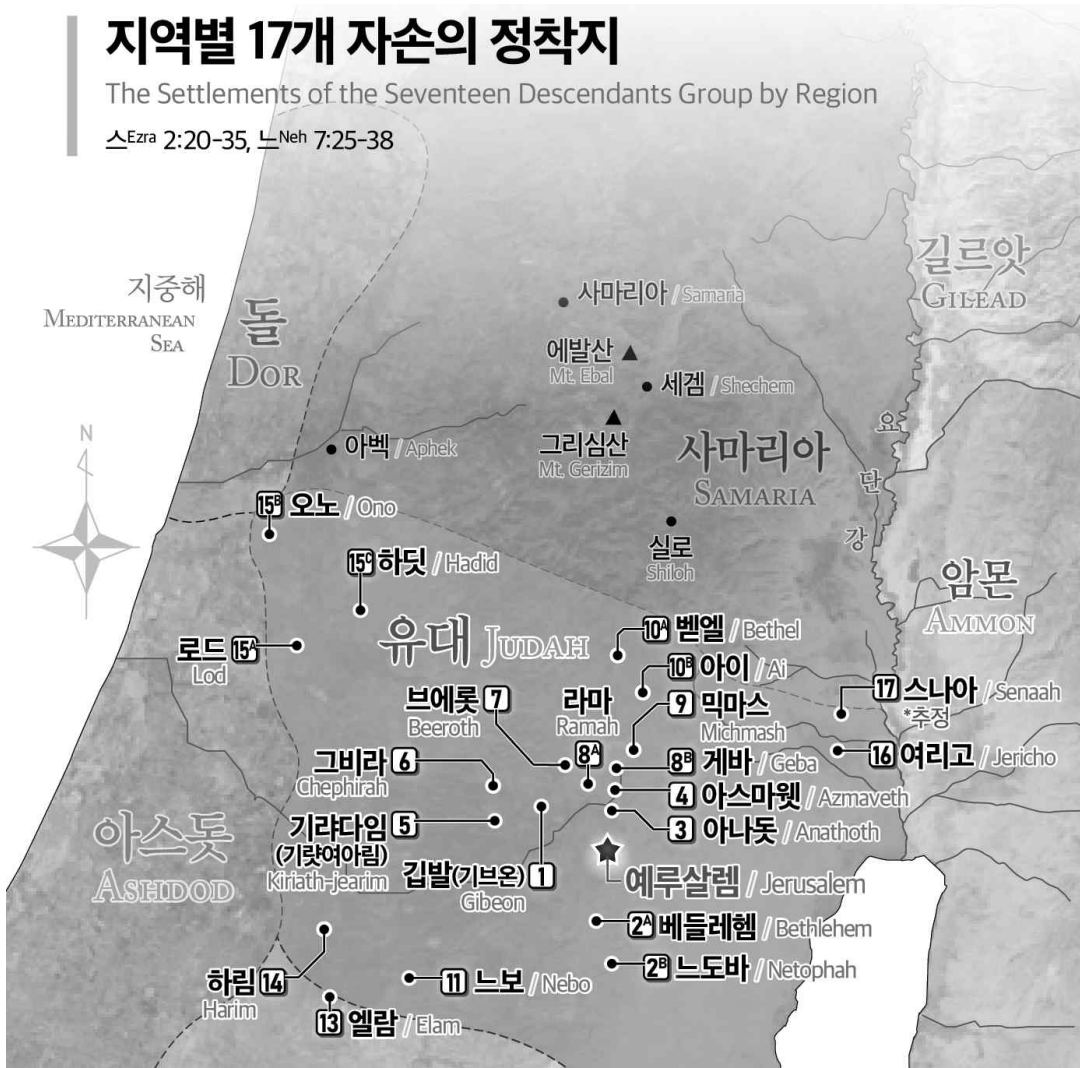 지역별 17개 자손의 정착지
The Settlements of the Seventeen Descendants Group by Region
스Ezra 2:20-35, 느Neh 7:25-38
지중해
MEDITERRANEAN
SEA
돌
DOR
길르앗
GILEAD
사마리아 / Samaria
에발산
Mt. Ebal
세겜 / Shechem
그리심산
Mt. Gerizim
사마리아
SAMARIA
요
단
강
N
아벡 / Aphek
15B 오노 / Ono
실로
Shiloh
15C 하딧 / Hadid
암몬
AMMON
유대 JUDAH
로드 15A
Lod
10A 벧엘 / Bethel
10B 아이 / Ai
브에롯 7
Beeroth
라마
Ramah
8A
9 믹마스
Michmash
17 스나아 / Senaah
*추정
그비라 6
Chephirah
8B 게바 / Geba
16 여리고 / Jericho
4 아스마웻 / Azmaveth
기랴다임 5
(기럇여아림)
Kiriath-jearim
3 아나돗 / Anathoth
아스돗
ASHDOD
깁발(기브온) 1
Gibeon
예루살렘 / Jerusalem
2A 베들레헴 / Bethlehem
2B 느도바 / Netophah
하림 14
Harim
11 느보 / Nebo
13 엘람 / Elam